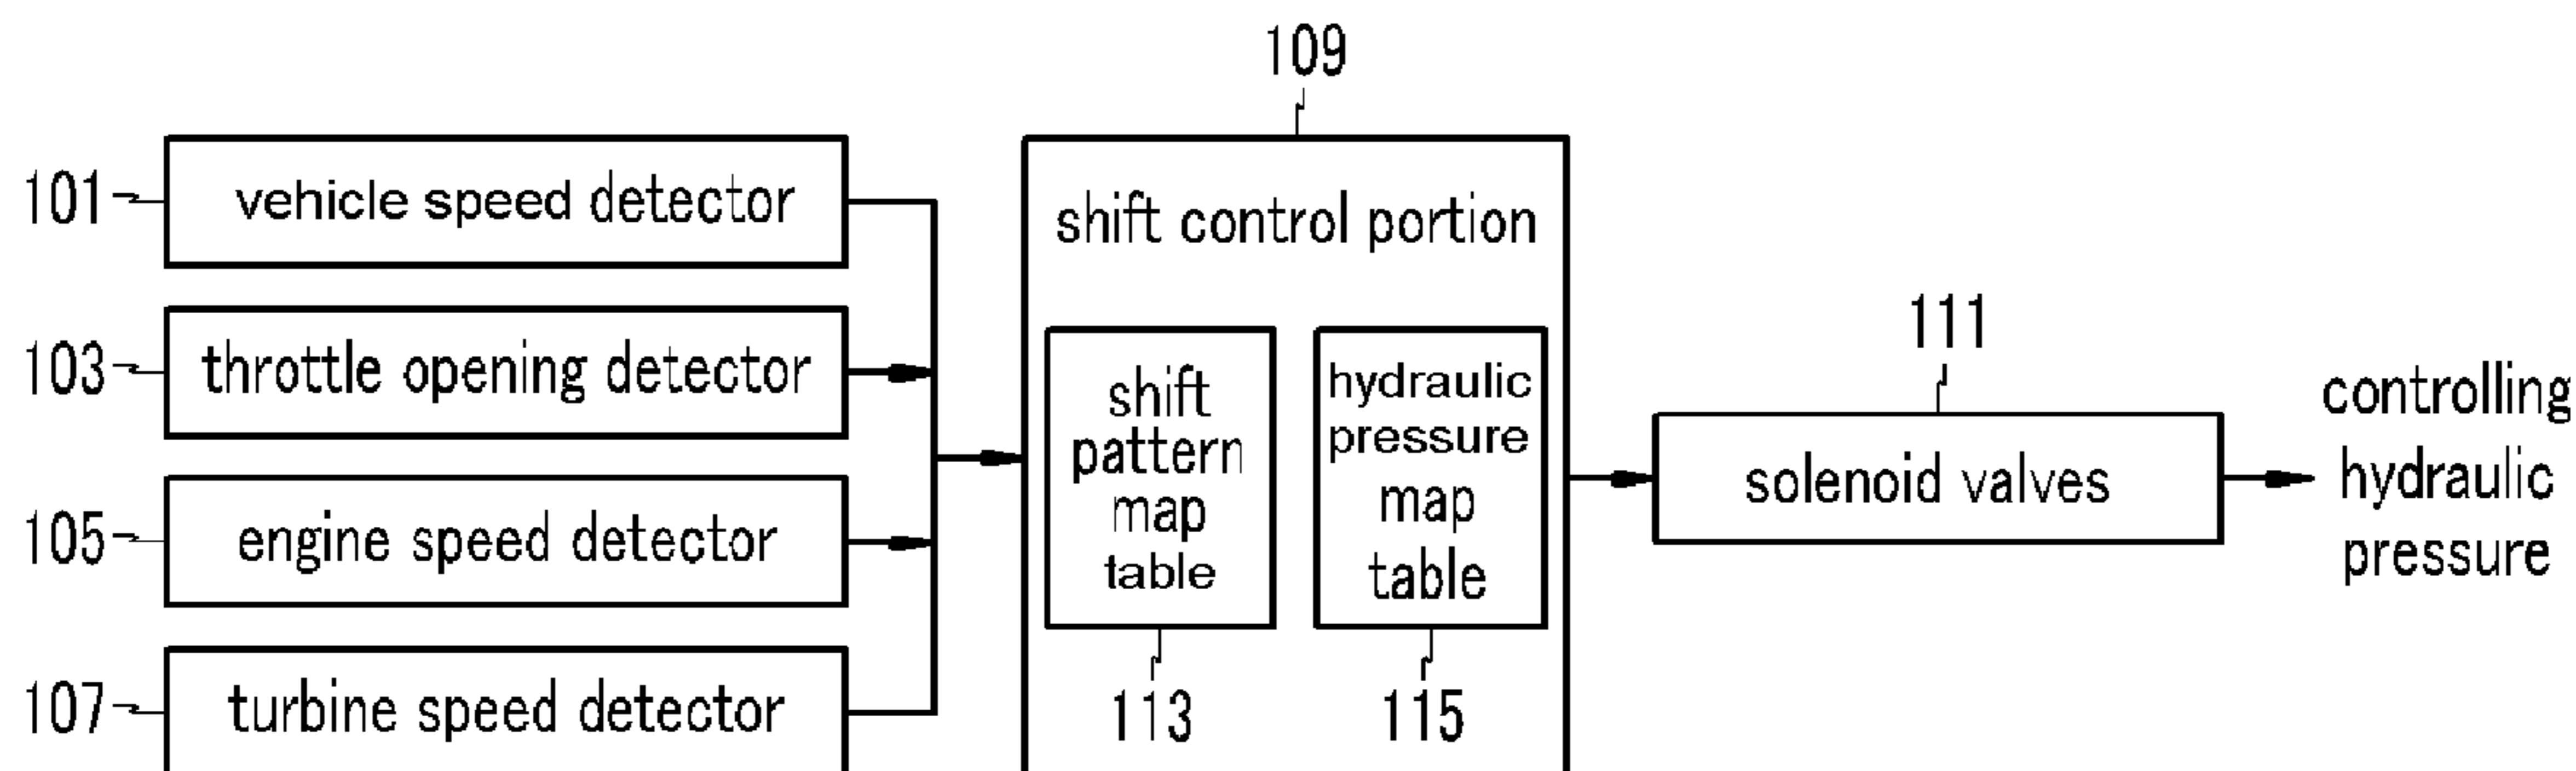 109
101
vehicle speed detector
103
throttle opening detector
105
engine speed detector
107
turbine speed detector
shift control portion
shift
pattern
map
table
113
hydraulic
pressure
map
table
115
111
solenoid valves
controlling
hydraulic
pressure